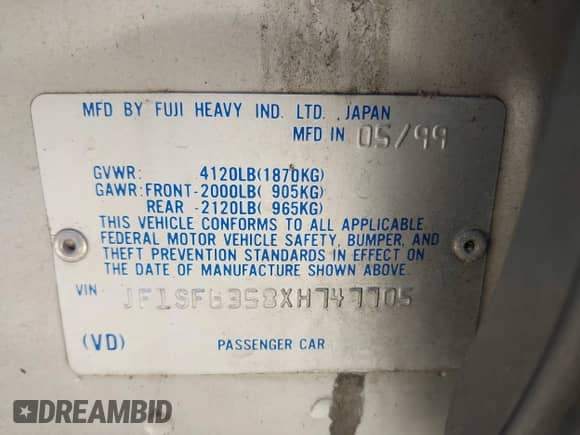 MFD BY FUJI HEAVY IND. LTD. ,JAPAN
MFD IN 05/99
GVWR: 4120LB(1870KG)
GAWR:FRONT-2000LB( 905KG)
REAR -2120LB( 965KG)
THIS VEHICLE CONFORMS TO ALL APPLICABLE
FEDERAL MOTOR VEHICLE SAFETY, BUMPER, AND
THEFT PREVENTION STANDARDS IN EFFECT ON
THE DATE OF MANUFACTURE SHOWN ABOVE.
VIN JF1SF6358XH747705
(VD) PASSENGER CAR
DREAMBID